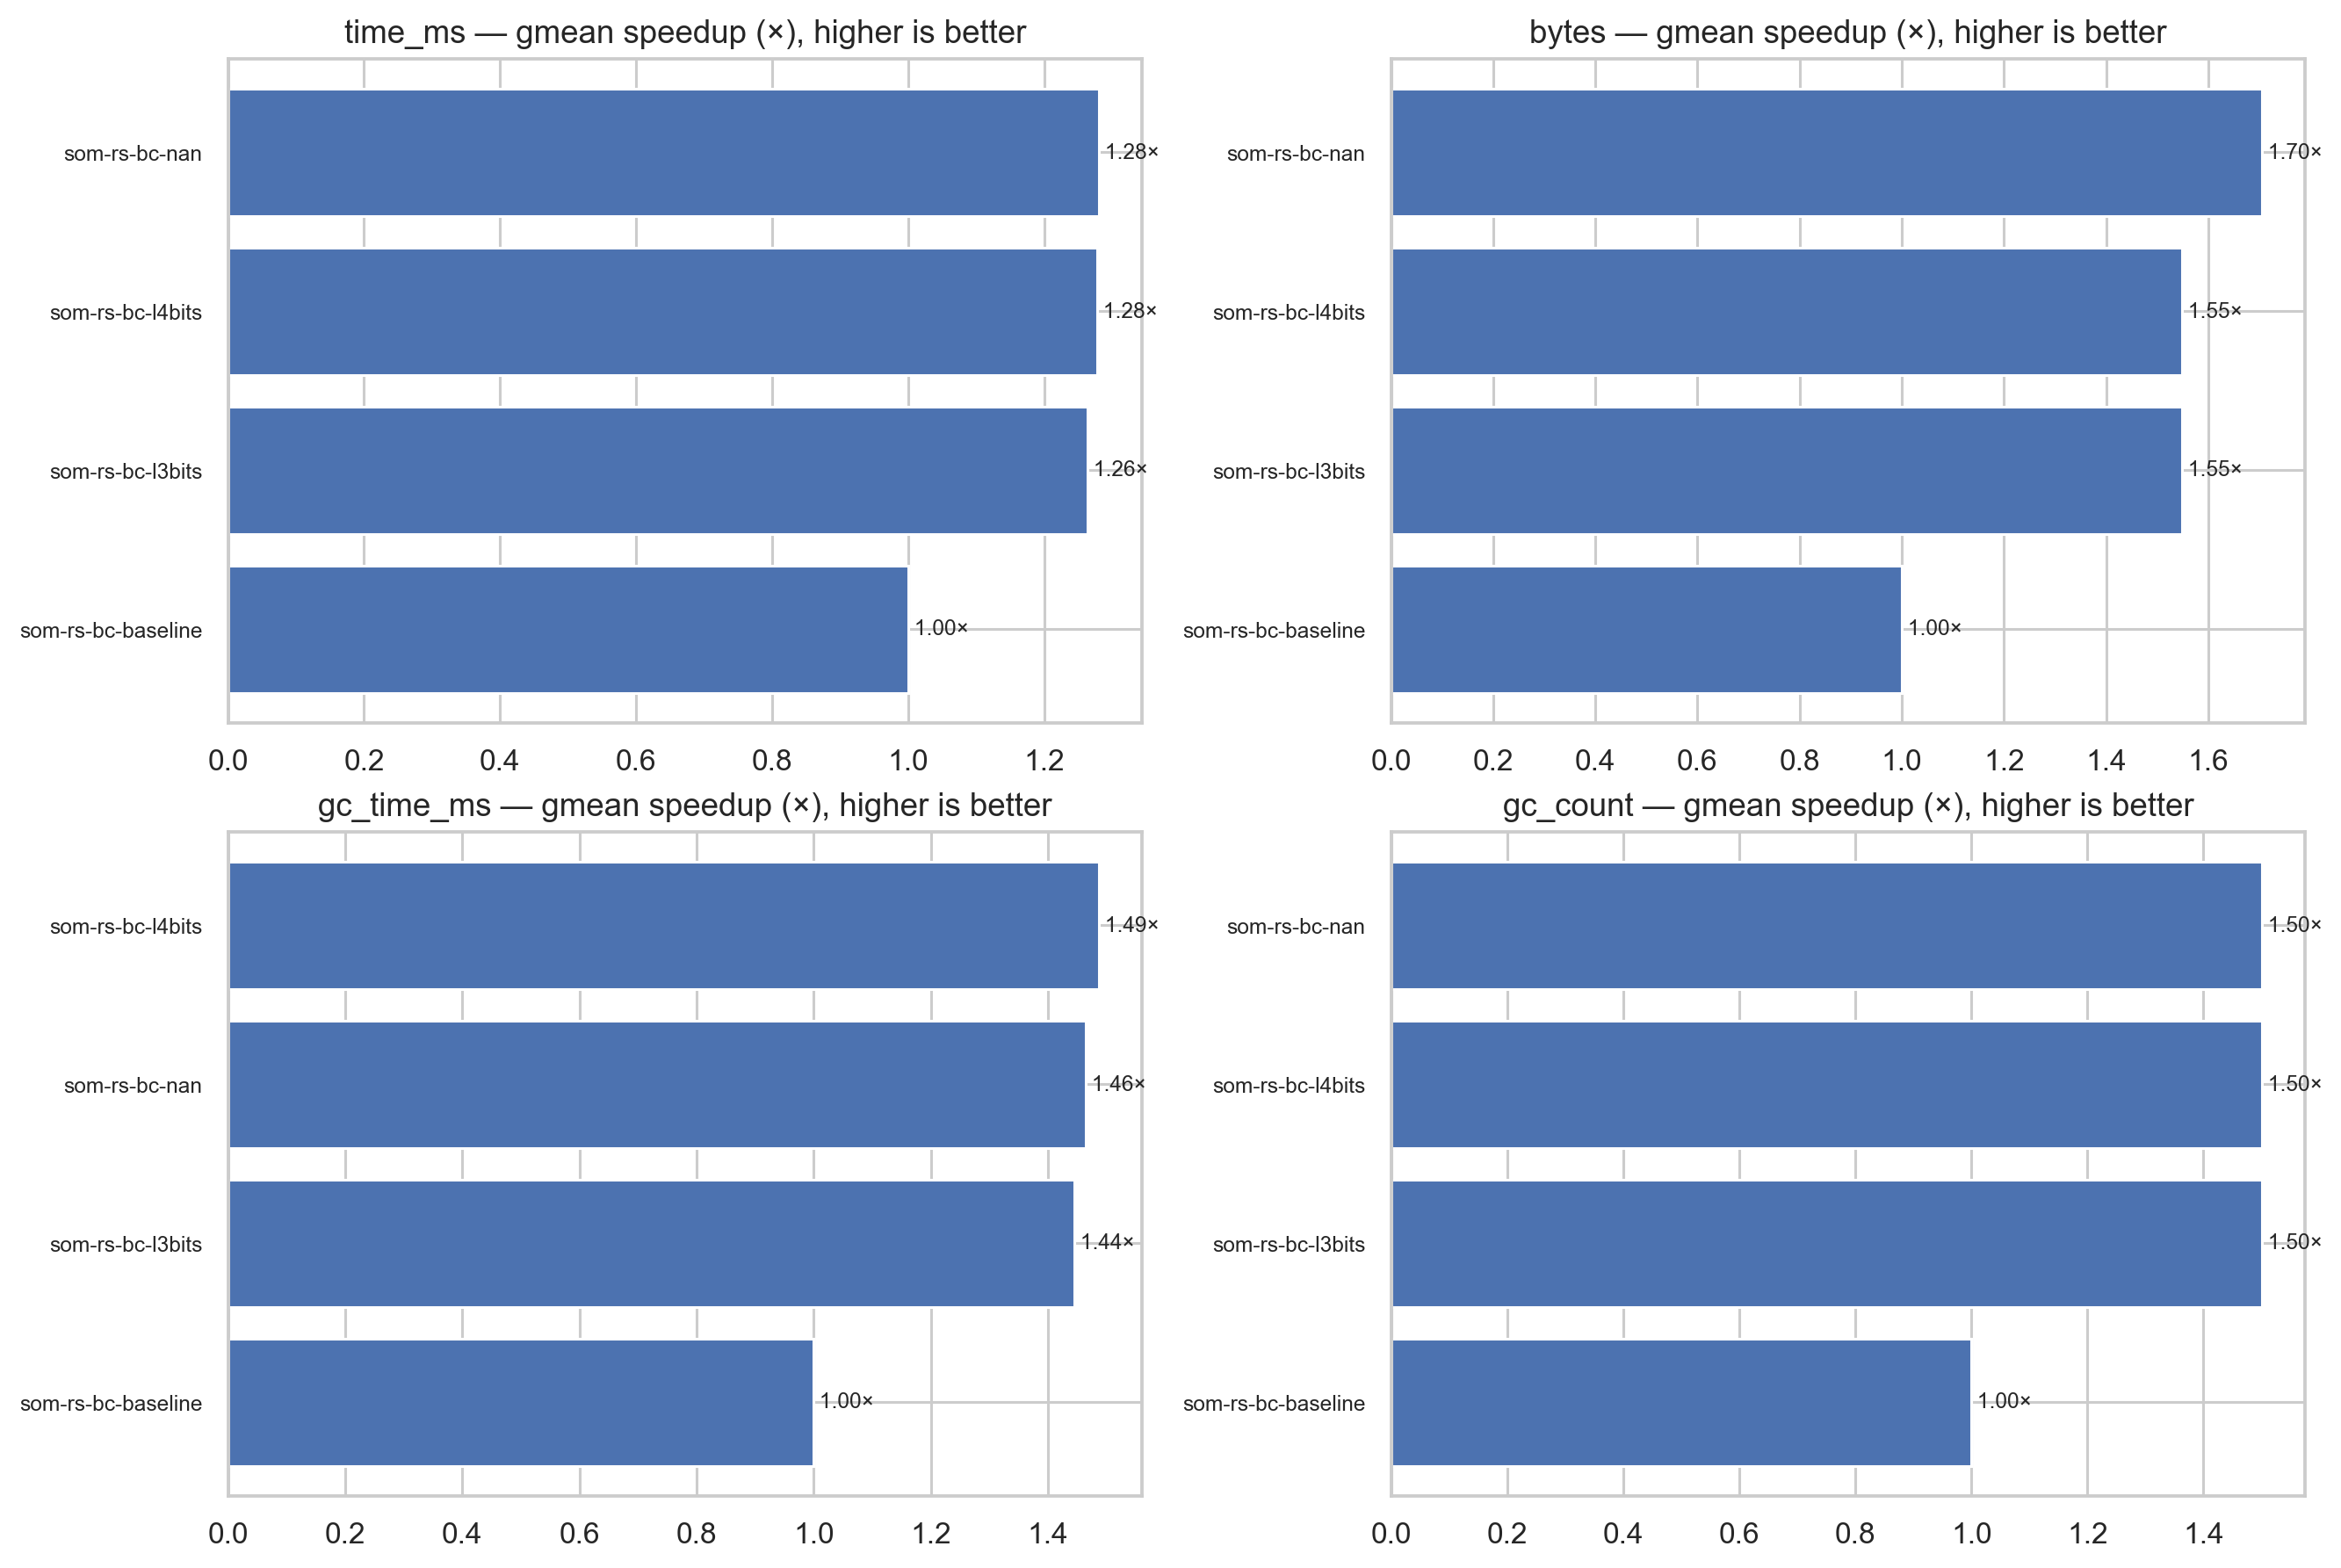 time_ms — gmean speedup (×), higher is better
som-rs-bc-nan
1.28×
som-rs-bc-l4bits
1.28×
som-rs-bc-l3bits
1.26×
som-rs-bc-baseline
1.00×
0.0 0.2 0.4 0.6 0.8 1.0 1.2
bytes — gmean speedup (×), higher is better
som-rs-bc-nan
1.70×
som-rs-bc-l4bits
1.55×
som-rs-bc-l3bits
1.55×
som-rs-bc-baseline
1.00×
0.0 0.2 0.4 0.6 0.8 1.0 1.2 1.4 1.6
gc_time_ms — gmean speedup (×), higher is better
som-rs-bc-l4bits
1.49×
som-rs-bc-nan
1.46×
som-rs-bc-l3bits
1.44×
som-rs-bc-baseline
1.00×
0.0 0.2 0.4 0.6 0.8 1.0 1.2 1.4
gc_count — gmean speedup (×), higher is better
som-rs-bc-nan
1.50×
som-rs-bc-l4bits
1.50×
som-rs-bc-l3bits
1.50×
som-rs-bc-baseline
1.00×
0.0 0.2 0.4 0.6 0.8 1.0 1.2 1.4